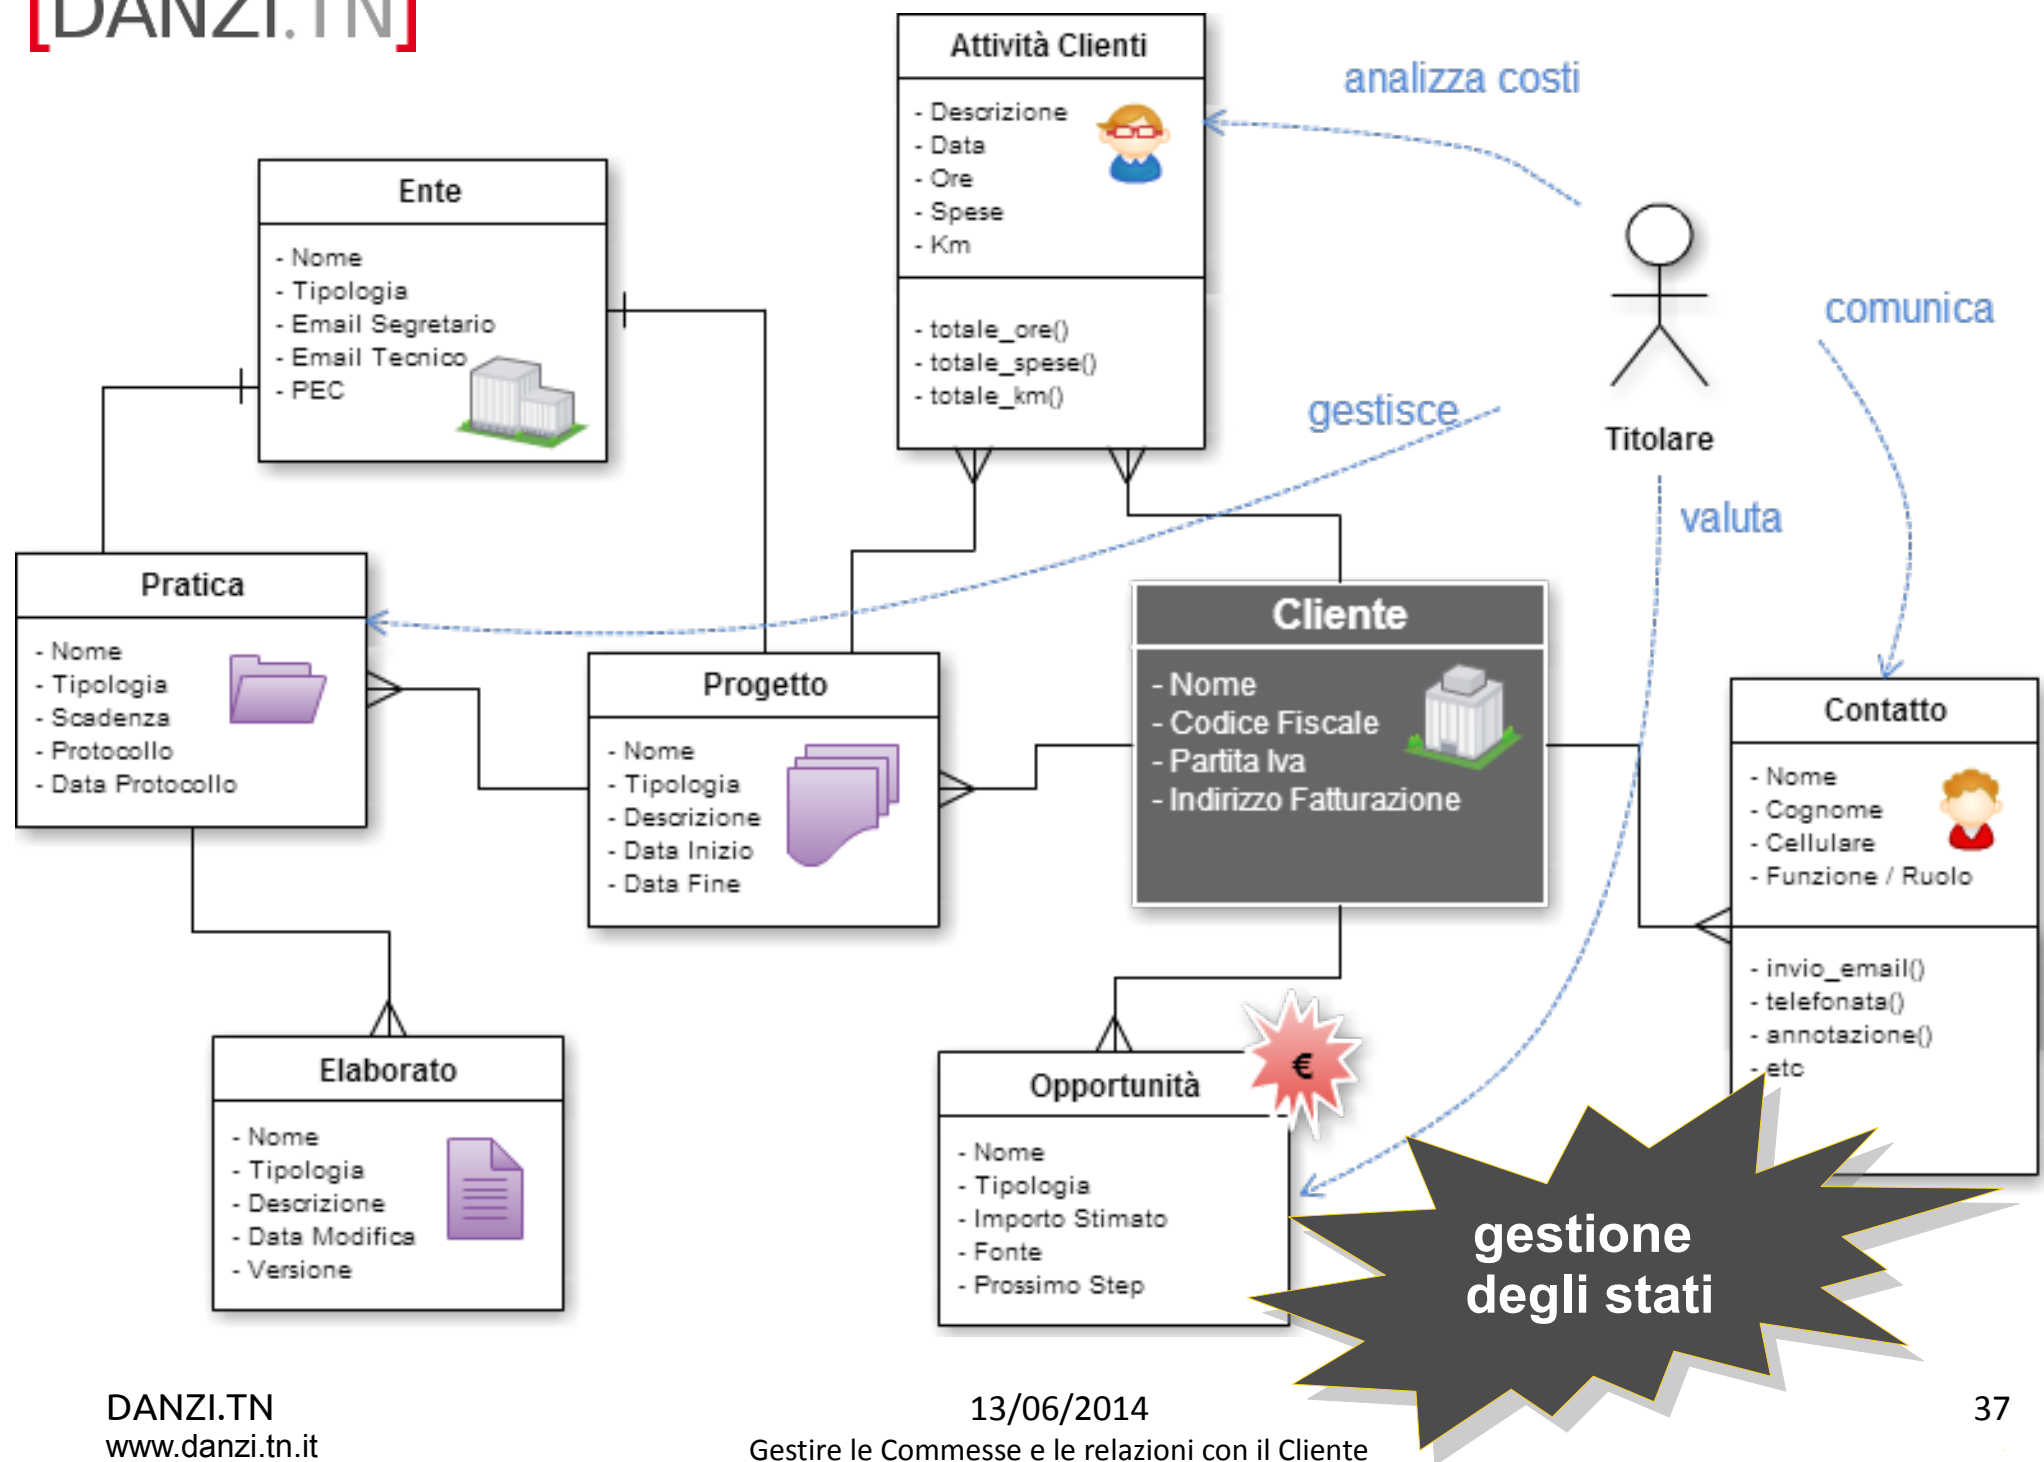 [DANZI.TN]
Attività Clienti
- Descrizione
- Data
- Ore
- Spese
- Km
- totale_ore()
- totale_spese()
- totale_km()
analizza costi
Ente
- Nome
- Tipologia
- Email Segretario
- Email Tecnico
- PEC
comunica
gestisce
Titolare
valuta
Pratica
- Nome
- Tipologia
- Scadenza
- Protocollo
- Data Protocollo
Progetto
- Nome
- Tipologia
- Descrizione
- Data Inizio
- Data Fine
Cliente
- Nome
- Codice Fiscale
- Partita Iva
- Indirizzo Fatturazione
Contatto
- Nome
- Cognome
- Cellulare
- Funzione / Ruolo
- invio_email()
- telefonata()
- annotazione()
- etc
Elaborato
- Nome
- Tipologia
- Descrizione
- Data Modifica
- Versione
Opportunità
€
- Nome
- Tipologia
- Importo Stimato
- Fonte
- Prossimo Step
gestione
degli stati
DANZI.TN
www.danzi.tn.it
13/06/2014
Gestire le Commesse e le relazioni con il Cliente
37